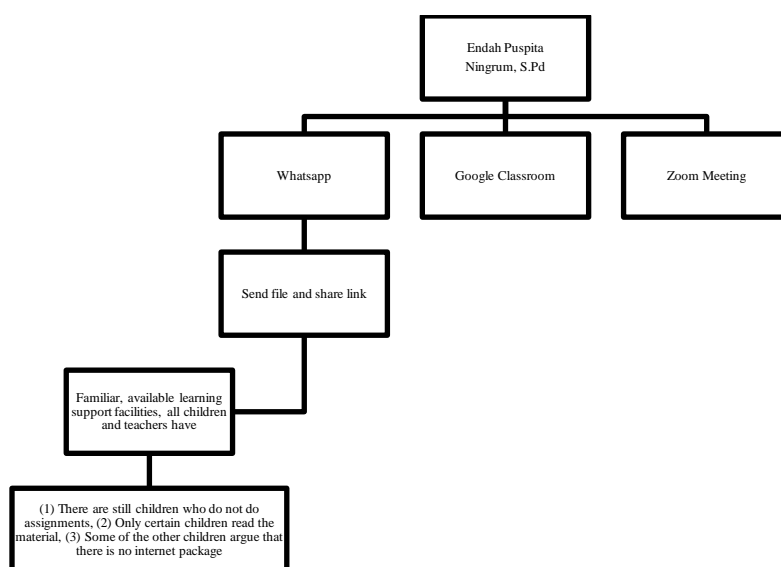 Endah Puspita
Ningrum, S.Pd
Whatsapp
Google Classroom
Zoom Meeting
Send file and share link
Familiar, available learning
support facilities, all children
and teachers have
(1) There are still children who do not do
assignments, (2) Only certain children read the
material, (3) Some of the other children argue that
there is no internet package